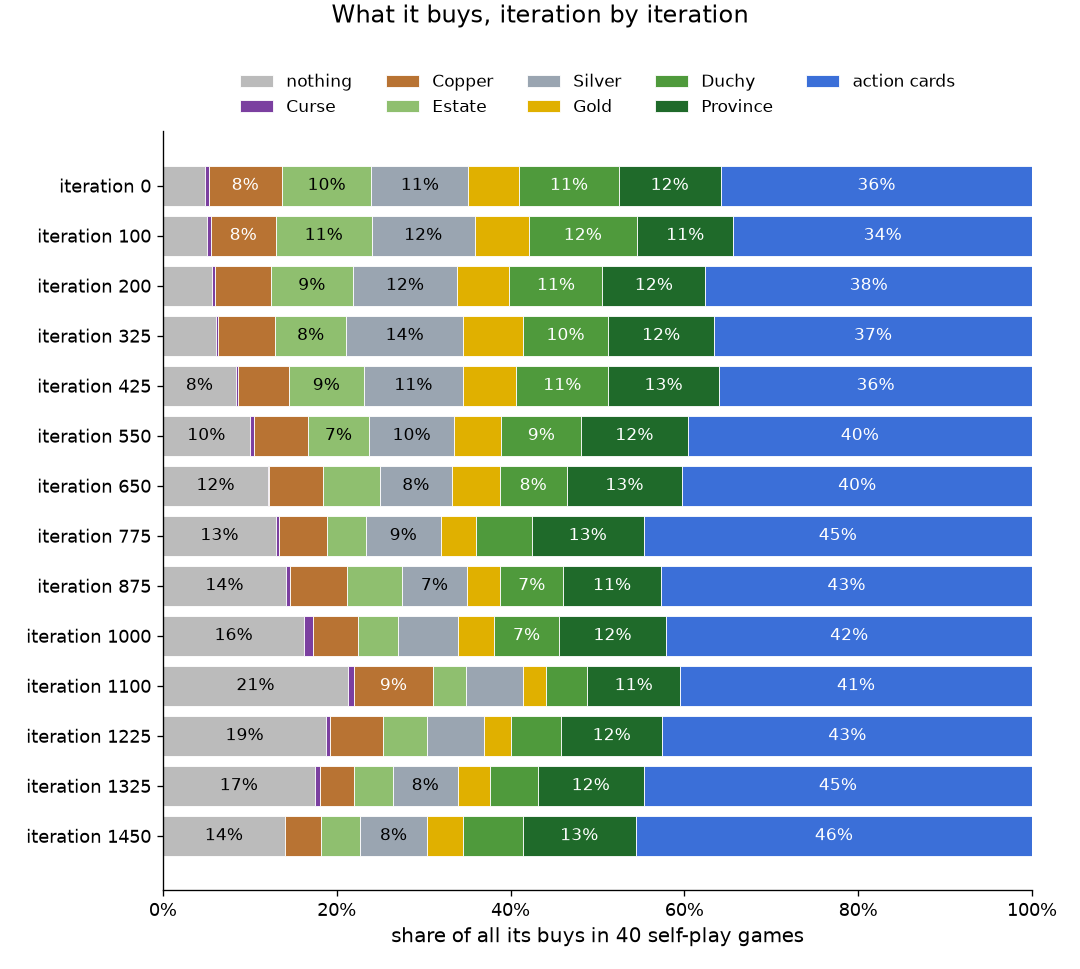 What it buys, iteration by iteration
nothing Copper Silver Duchy action cards
Curse Estate Gold Province
iteration 0 8% 10% 11% 11% 12% 36%
iteration 100 8% 11% 12% 12% 11% 34%
iteration 200 9% 12% 11% 12% 38%
iteration 325 8% 14% 10% 12% 37%
iteration 425 8% 9% 11% 11% 13% 36%
iteration 550 10% 7% 10% 9% 12% 40%
iteration 650 12% 8% 8% 13% 40%
iteration 775 13% 9% 13% 45%
iteration 875 14% 7% 7% 11% 43%
iteration 1000 16% 7% 12% 42%
iteration 1100 21% 9% 11% 41%
iteration 1225 19% 12% 43%
iteration 1325 17% 8% 12% 45%
iteration 1450 14% 8% 13% 46%
0% 20% 40% 60% 80% 100%
share of all its buys in 40 self-play games